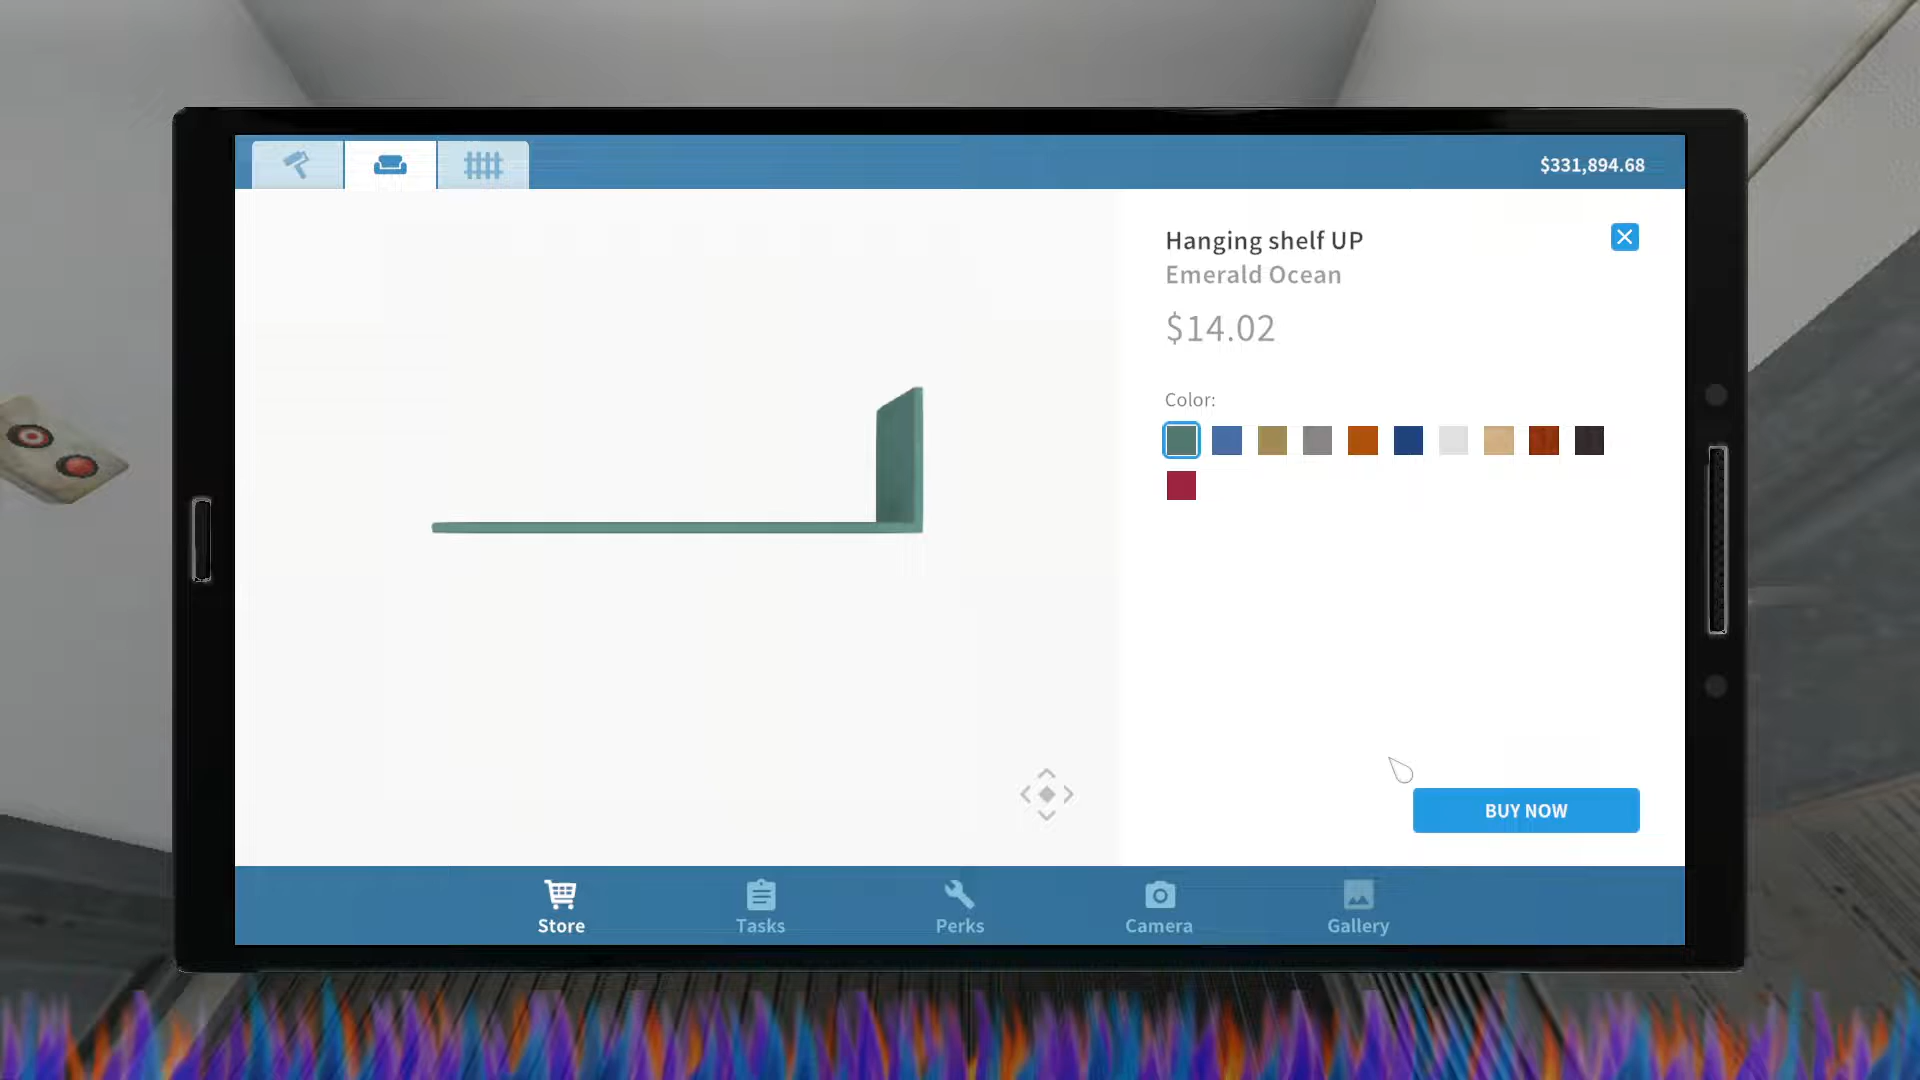 $331,894.68
Hanging shelf UP
Emerald Ocean
$14.02
Color:
BUY NOW
Store
Tasks
Perks
Camera
Gallery